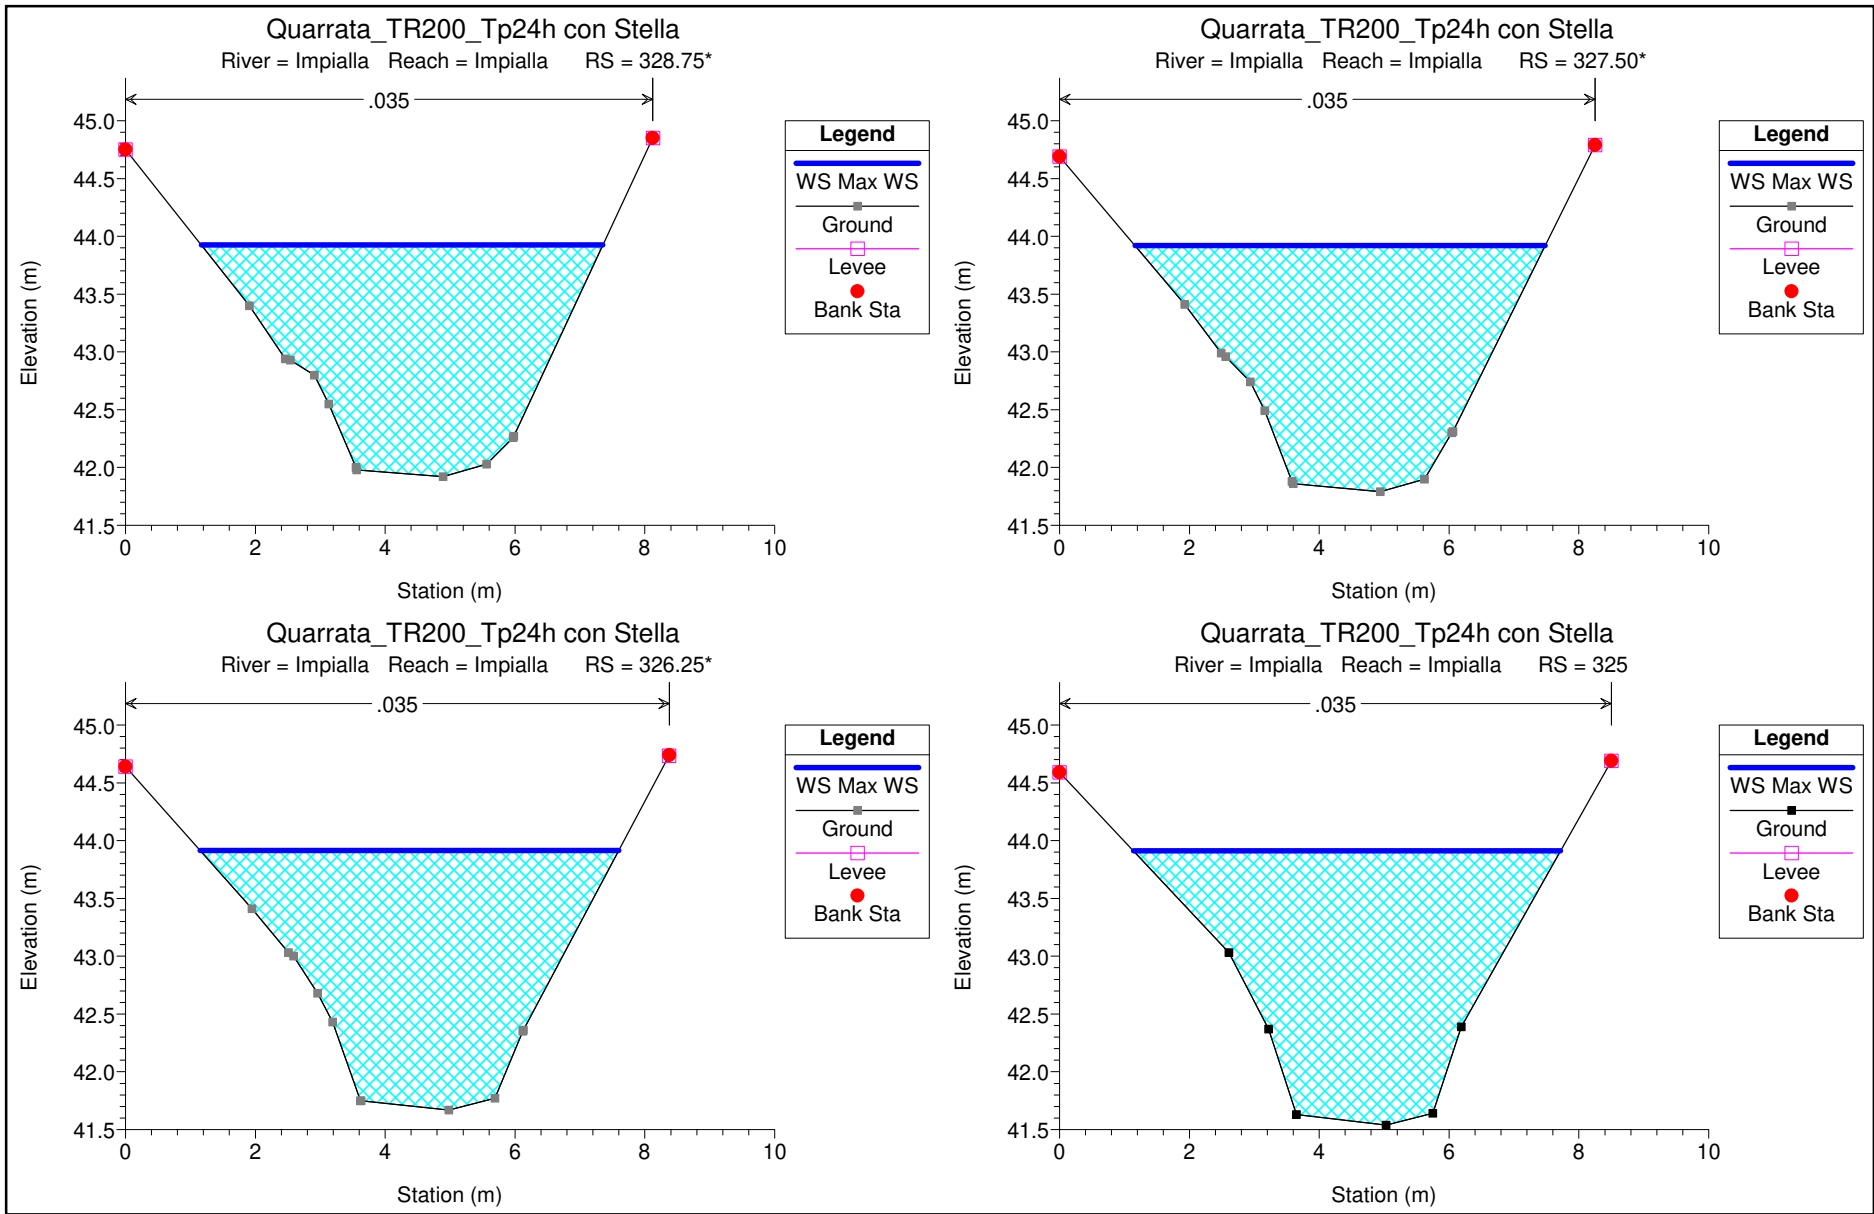 Quarrata_TR200_Tp24h con Stella
River = Impialla Reach = Impialla RS = 328.75*
.035
45.0
44.5
44.0
43.5
43.0
42.5
42.0
41.5
0 2 4 6 8 10
Station (m)
Elevation (m)
Legend
WS Max WS
Ground
Levee
Bank Sta
Quarrata_TR200_Tp24h con Stella
River = Impialla Reach = Impialla RS = 327.50*
.035
45.0
44.5
44.0
43.5
43.0
42.5
42.0
41.5
0 2 4 6 8 10
Station (m)
Elevation (m)
Legend
WS Max WS
Ground
Levee
Bank Sta
Quarrata_TR200_Tp24h con Stella
River = Impialla Reach = Impialla RS = 326.25*
.035
45.0
44.5
44.0
43.5
43.0
42.5
42.0
41.5
0 2 4 6 8 10
Station (m)
Elevation (m)
Legend
WS Max WS
Ground
Levee
Bank Sta
Quarrata_TR200_Tp24h con Stella
River = Impialla Reach = Impialla RS = 325
.035
45.0
44.5
44.0
43.5
43.0
42.5
42.0
41.5
0 2 4 6 8 10
Station (m)
Elevation (m)
Legend
WS Max WS
Ground
Levee
Bank Sta